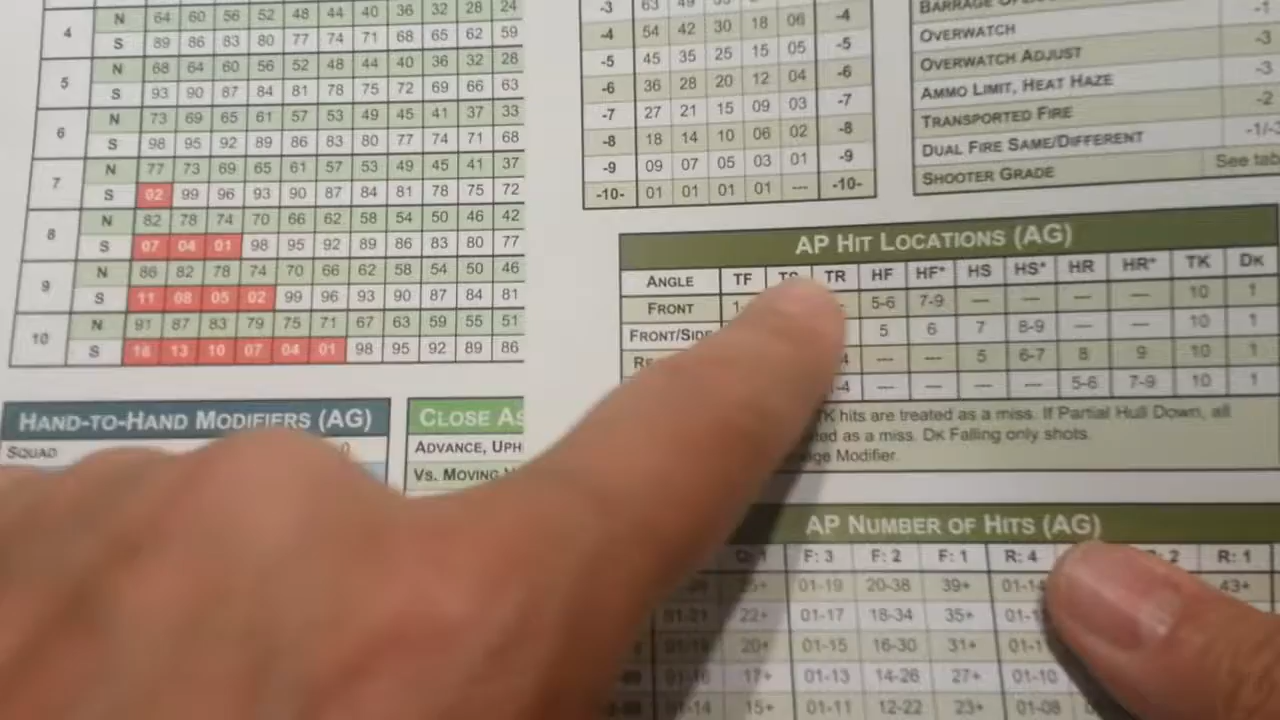 4 N 64 60 56 52 48 44 40 36 32 28 24
S 89 86 83 80 77 74 71 68 65 62 59
5 N 68 64 60 56 52 48 44 40 36 32 28
S 93 90 87 84 81 78 75 72 69 66 63
6 N 73 69 65 61 57 53 49 45 41 37 33
S 98 95 92 89 86 83 80 77 74 71 68
7 N 77 73 69 65 61 57 53 49 45 41 37
S 02 99 96 93 90 87 84 81 78 75 72
8 N 82 78 74 70 66 62 58 54 50 46 42
S 07 04 01 98 95 92 89 86 83 80 77
9 N 86 82 78 74 70 66 62 58 54 50 46
S 11 08 05 02 99 96 93 90 87 84 81
10 N 91 87 83 79 75 71 67 63 59 55 51
S 16 13 10 07 04 01 98 95 92 89 86
HAND-TO-HAND MODIFIERS (AG)
SQUAD 0
CLOSE
ADVANCE,
VS. MOVING
-3 63 49
-4 54 42 30 18 06 -4
-5 45 35 25 15 05 -5
-6 36 28 20 12 04 -6
-7 27 21 15 09 03 -7
-8 18 14 10 06 02 -8
-9 09 07 05 03 01 -9
-10- 01 01 01 01 --- -10-
BARRAGE -1
OVERWATCH
OVERWATCH ADJUST -3
AMMO LIMIT, HEAT HAZE -3
TRANSPORTED FIRE -2
DUAL FIRE SAME/DIFFERENT
SHOOTER GRADE See
AP HIT LOCATIONS (AG)
ANGLE TF TR HF HF* HS HS* HR HR* TK DK
FRONT 5-6 7-9 --- --- --- --- 10 1
FRONT/SIDE 5 6 7 8-9 --- --- 10 1
--- --- 5 6-7 8 9 10 1
-4 --- --- --- --- 5-6 7-9 10 1
TK hits are treated as a miss. If Partial Hull Down, all
as a miss. DK Falling only shots.
Modifier.
AP NUMBER OF HITS (AG)
F: 3 F: 2 F: 1 R: 4 R: 1
01-19 20-38 39+ 43+
22+ 01-17 18-34 35+
20+ 01-15 16-30 31+
17+ 01-13 14-26 27+ 01-10
15+ 01-11 12-22 23+ 01-08